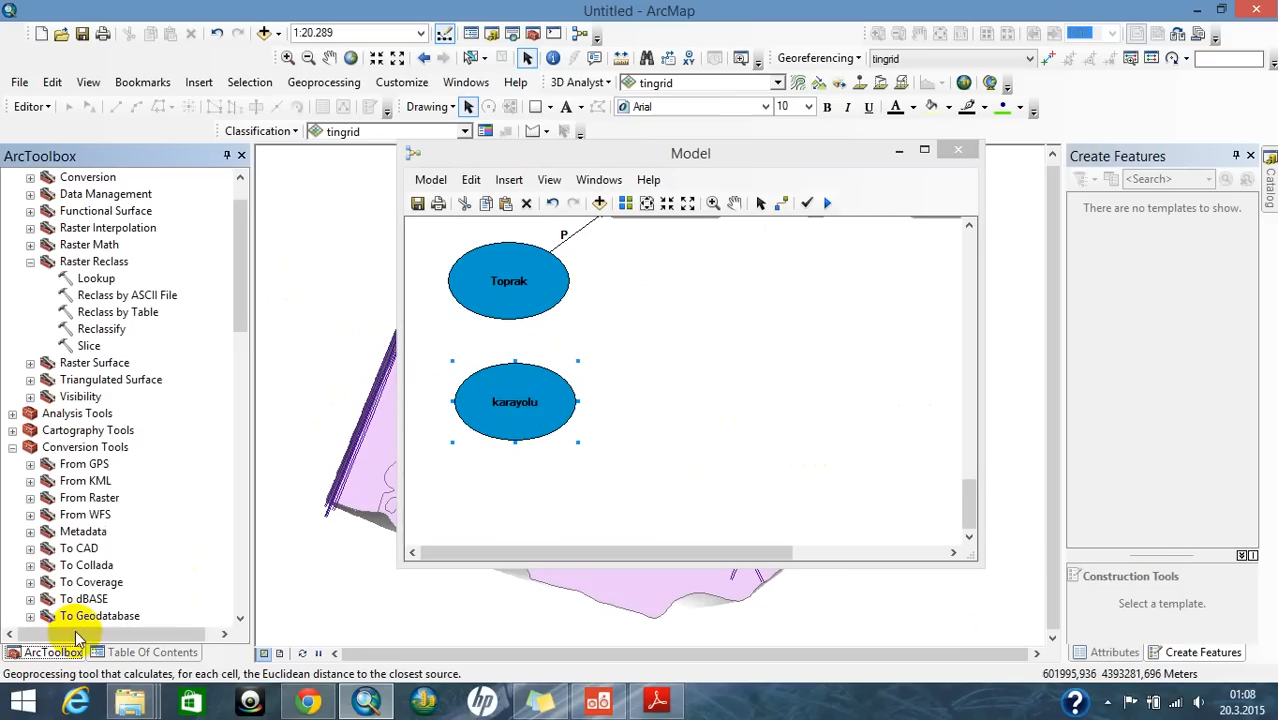 Untitled - ArcMap
1:20.289
Georeferencing
tingrid
File Edit View Bookmarks Insert Selection Geoprocessing Customize Windows Help
3D Analyst
tingrid
Editor
Drawing
A
Arial
10
B I U A
Classification
tingrid
ArcToolbox
Conversion
Data Management
Functional Surface
Raster Interpolation
Raster Math
Raster Reclass
Lookup
Reclass by ASCII File
Reclass by Table
Reclassify
Slice
Raster Surface
Triangulated Surface
Visibility
Analysis Tools
Cartography Tools
Conversion Tools
From GPS
From KML
From Raster
From WFS
Metadata
To CAD
To Collada
To Coverage
To dBASE
To Geodatabase
ArcToolbox
Table Of Contents
Model
Model Edit Insert View Windows Help
P
Toprak
karayolu
Create Features
<Search>
There are no templates to show.
Catalog
Construction Tools
Select a template.
Attributes
Create Features
Geoprocessing tool that calculates, for each cell, the Euclidean distance to the closest source.
601995,936 4393281,696 Meters
hp
01:08
20.3.2015